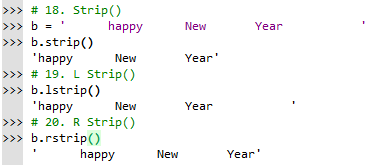 >>> # 18. Strip()
>>> b = '      happy      New      Year           '
>>> b.strip()
    'happy      New      Year'
>>> # 19. L Strip()
>>> b.lstrip()
    'happy      New      Year           '
>>> # 20. R Strip()
>>> b.rstrip()
    '      happy      New      Year'